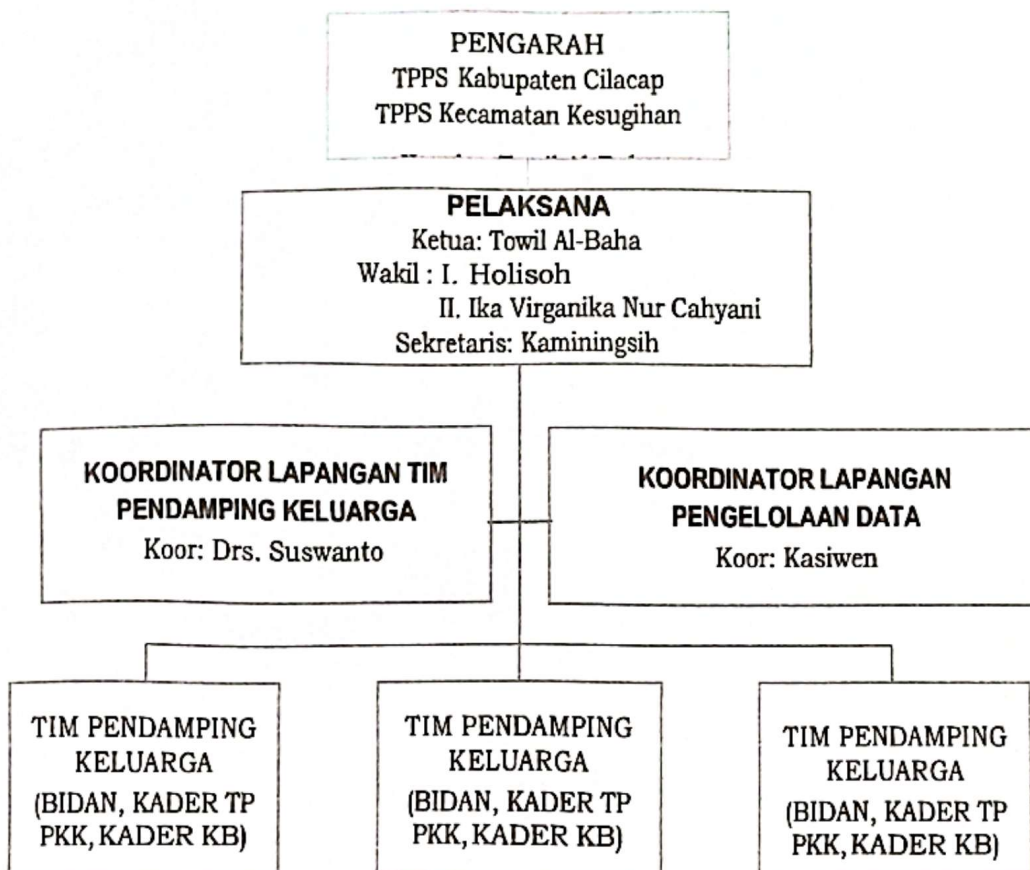 PENGARAH
TPPS Kabupaten Cilacap
TPPS Kecamatan Kesugihan
PELAKSANA
Ketua: Towil Al-Baha
Wakil : I. Holisoh
II. Ika Virganika Nur Cahyani
Sekretaris: Kaminingsih
KOORDINATOR LAPANGAN TIM
PENDAMPING KELUARGA
Koor: Drs. Suswanto
KOORDINATOR LAPANGAN
PENGELOLAAN DATA
Koor: Kasiwen
TIM PENDAMPING
KELUARGA
(BIDAN, KADER TP
PKK, KADER KB)
TIM PENDAMPING
KELUARGA
(BIDAN, KADER TP
PKK, KADER KB)
TIM PENDAMPING
KELUARGA
(BIDAN, KADER TP
PKK, KADER KB)